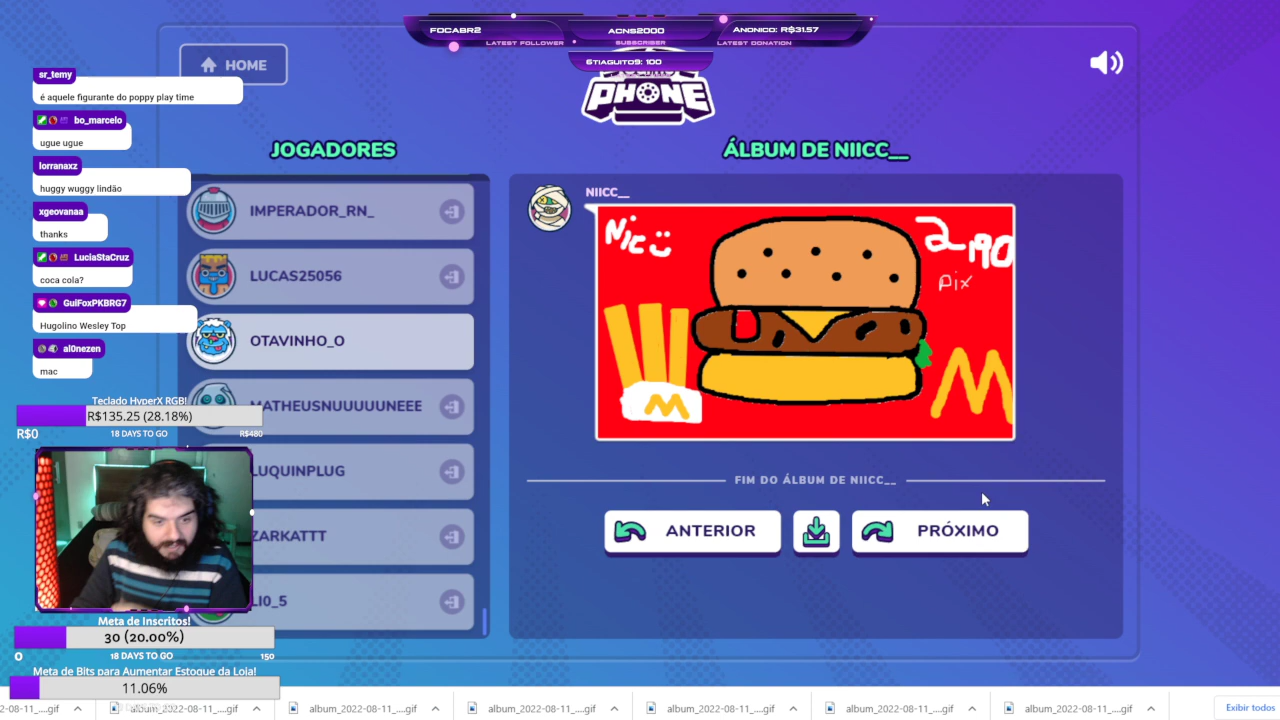 FOCABR2
LATEST FOLLOWER
ACNS2000
SUBSCRIBER
ANONICO: R$31.57
LATEST DONATION
6TIAGUITO9: 100
HOME
PHONE
sr_temy
é aquele figurante do poppy play time
bo_marcelo
ugue ugue
lorranaxz
huggy wuggy lindão
xgeovanaa
thanks
LuciaStaCruz
coca cola?
GuiFoxPKBRG7
Hugolino Wesley Top
al0nezen
mac
Teclado HyperX RGB!
R$135.25 (28.18%)
R$0
18 DAYS TO GO
R$480
Meta de Inscritos!
30 (20.00%)
0
18 DAYS TO GO
150
Meta de Bits para Aumentar Estoque da Loja!
11.06%
JOGADORES
IMPERADOR_RN_
LUCAS25056
OTAVINHO_O
MATHEUSNUUUUUNEEE
LUQUINPLUG
ZARKATTT
LI0_5
ÁLBUM DE NIICC__
NIICC__
Nic
2,90
Pix
M
M
FIM DO ÁLBUM DE NIICC__
ANTERIOR
PRÓXIMO
2-08-11_....gif
album_2022-08-11_....gif
album_2022-08-11_....gif
album_2022-08-11_....gif
album_2022-08-11_....gif
album_2022-08-11_....gif
album_2022-08-11_....gif
Exibir todos